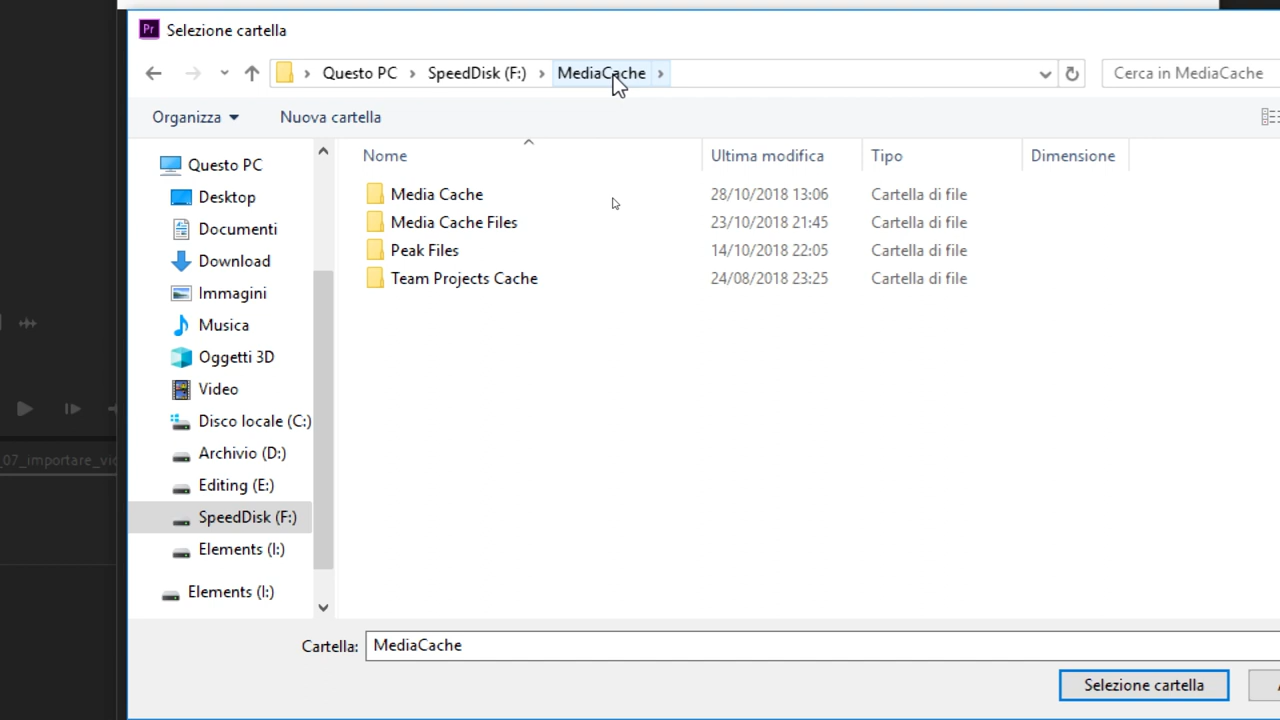 Pr Selezione cartella
Questo PC SpeedDisk (F:) MediaCache
Cerca in MediaCache
Organizza Nuova cartella
Nome Ultima modifica Tipo Dimensione
Media Cache 28/10/2018 13:06 Cartella di file
Media Cache Files 23/10/2018 21:45 Cartella di file
Peak Files 14/10/2018 22:05 Cartella di file
Team Projects Cache 24/08/2018 23:25 Cartella di file
Questo PC
Desktop
Documenti
Download
Immagini
Musica
Oggetti 3D
Video
Disco locale (C:)
Archivio (D:)
Editing (E:)
SpeedDisk (F:)
Elements (I:)
Elements (I:)
_07_importare_
Cartella: MediaCache
Selezione cartella